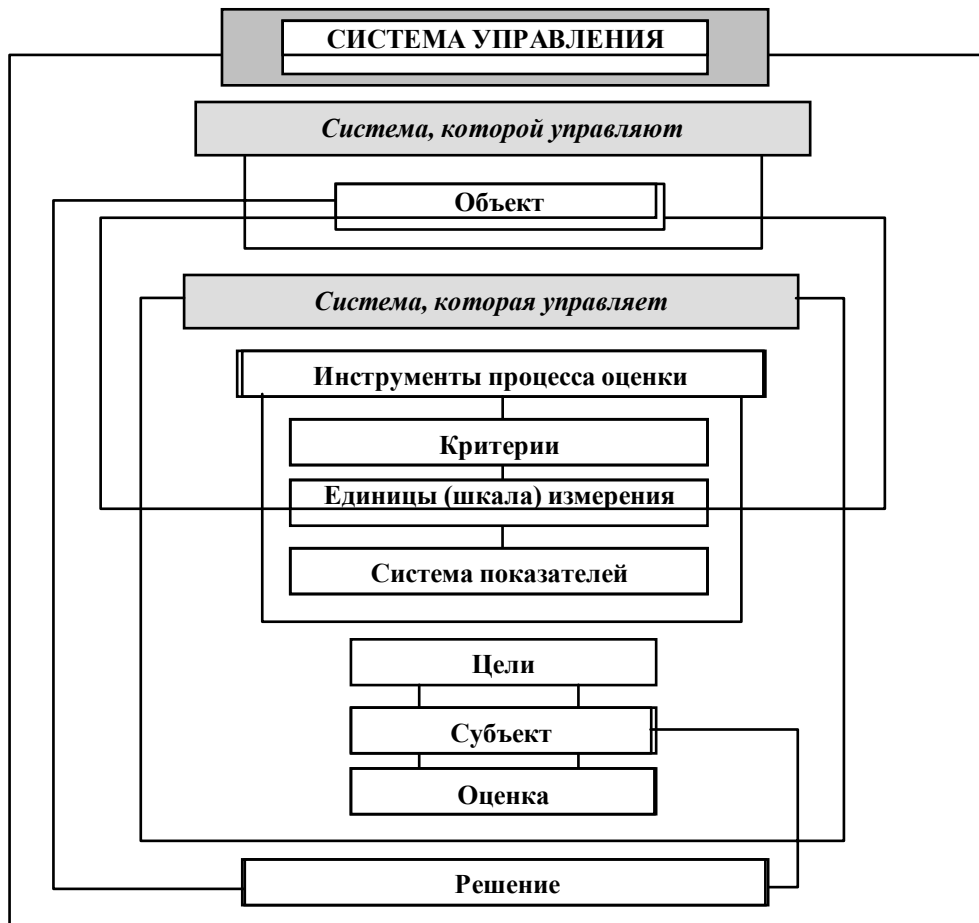 СИСТЕМА УПРАВЛЕНИЯ
Система, которой управляют
Объект
Система, которая управляет
Инструменты процесса оценки
Критерии
Единицы (шкала) измерения
Система показателей
Цели
Субъект
Оценка
Решение